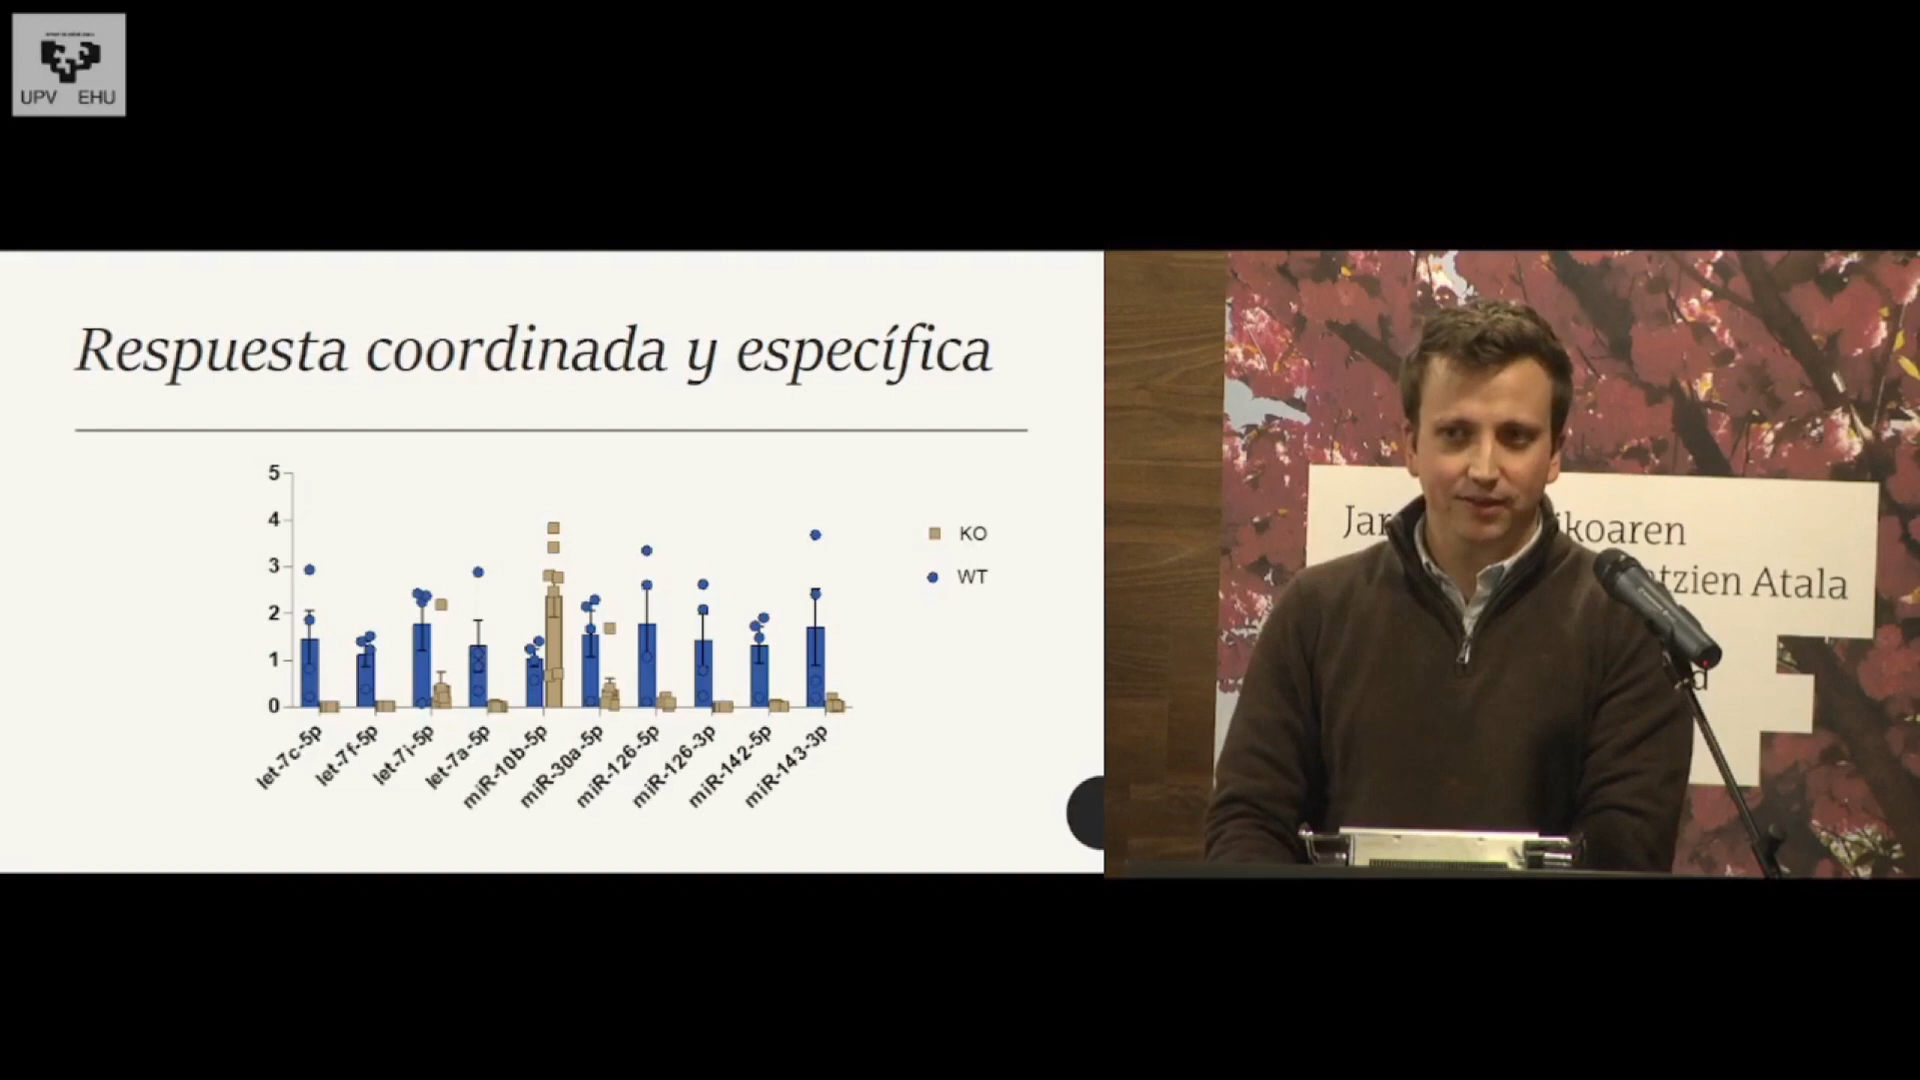 UPV EHU
Respuesta coordinada y específica
5
4
3
2
1
0
KO
WT
let-7c-5p
let-7f-5p
let-7i-5p
let-7a-5p
miR-10b-5p
miR-30a-5p
miR-126-5p
miR-126-3p
miR-142-5p
miR-143-3p
Jar ikoaren
tzien Atala
d